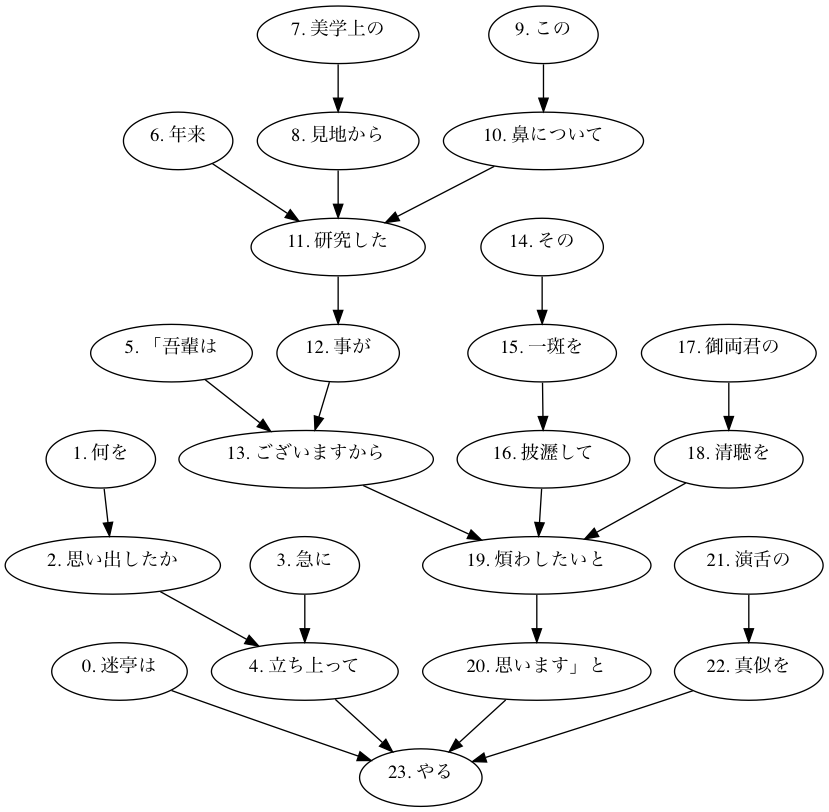 7. 美学上の
9. この
6. 年来
8. 見地から
10. 鼻について
11. 研究した
14. その
5. 「吾輩は
12. 事が
15. 一斑を
17. 御両君の
1. 何を
13. ございますから
16. 披瀝して
18. 清聴を
2. 思い出したか
3. 急に
19. 煩わしたいと
21. 演舌の
0. 迷亭は
4. 立ち上って
20. 思います」と
22. 真似を
23. やる